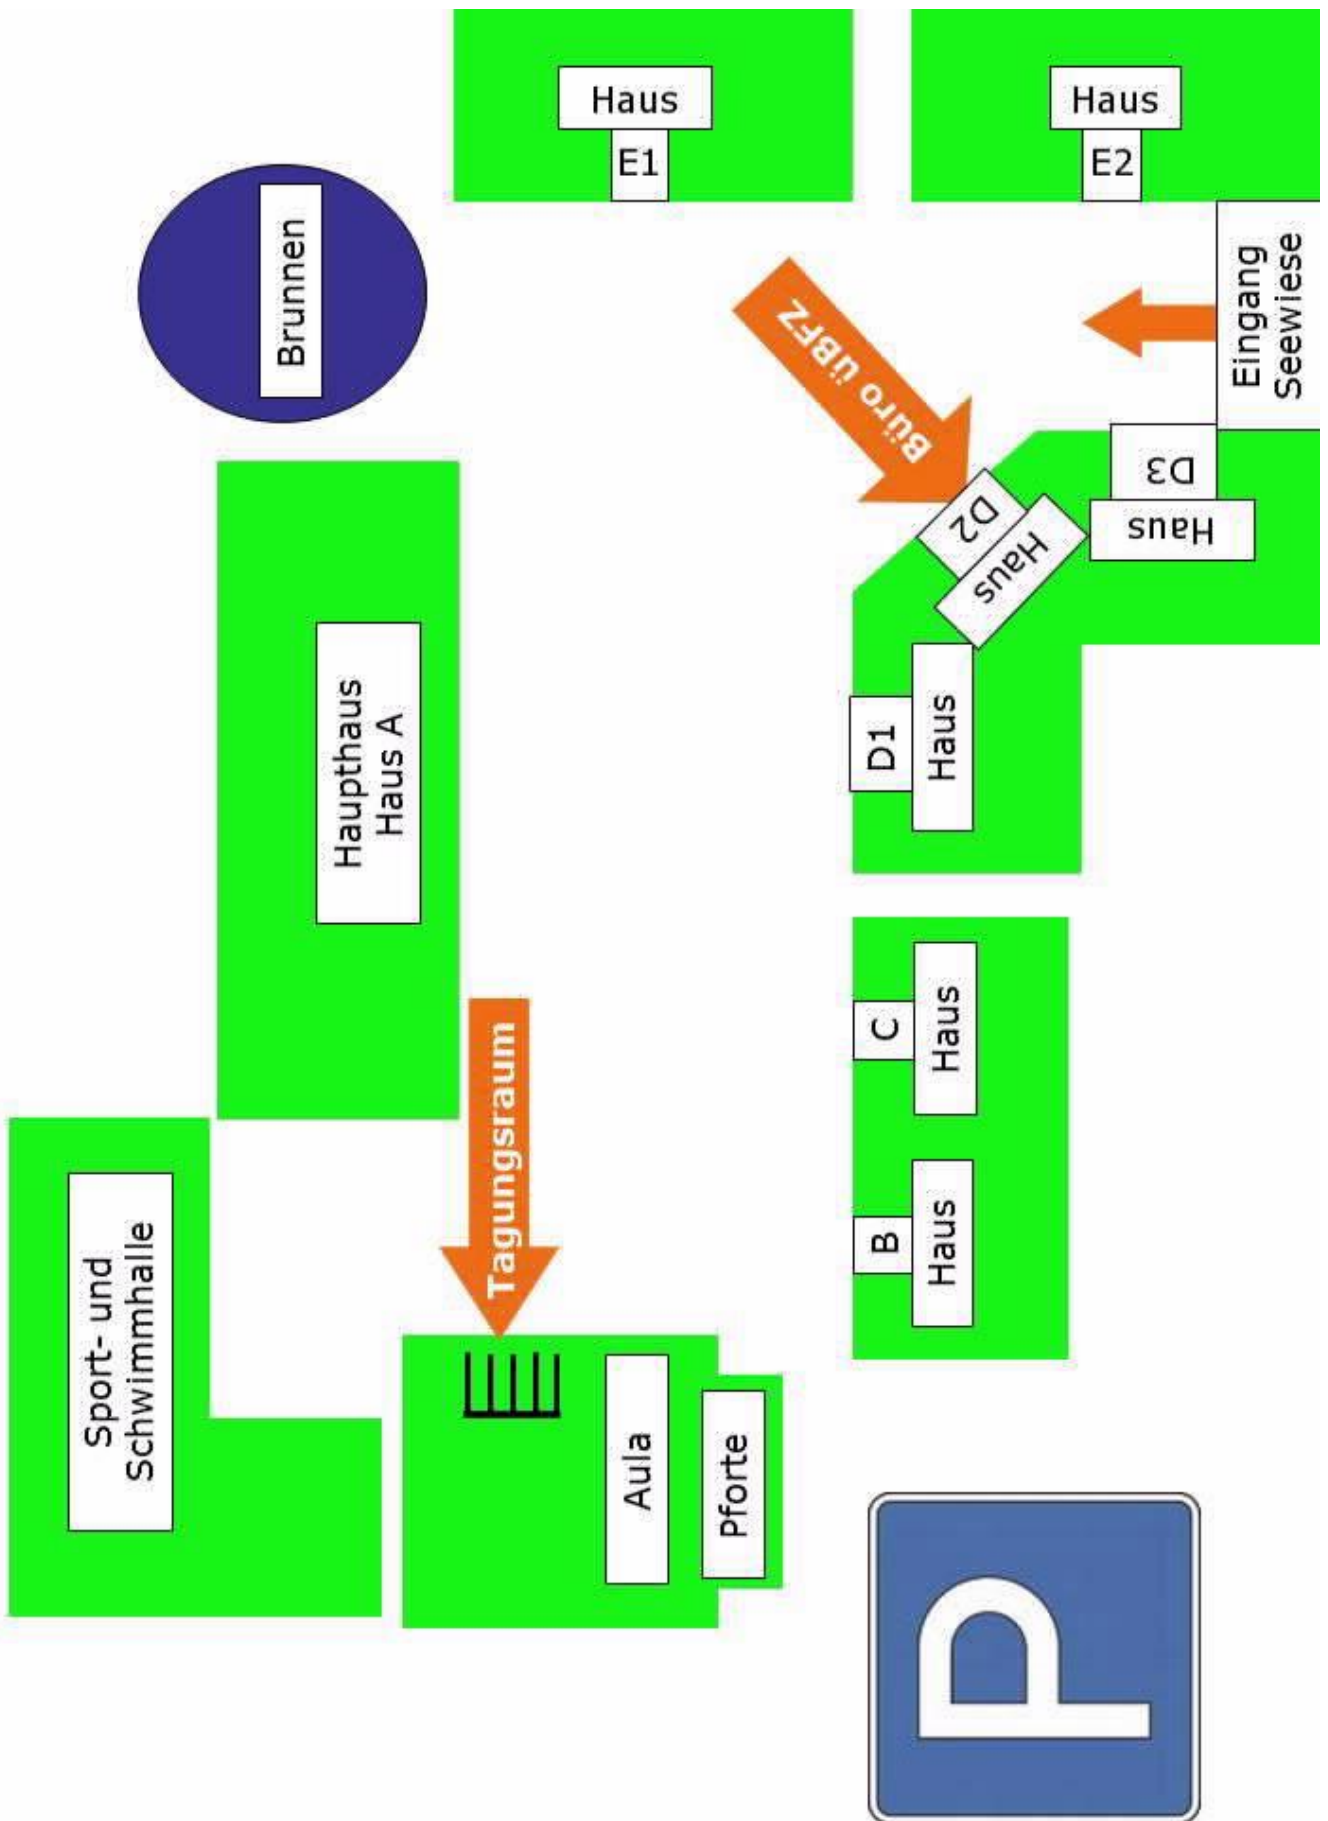 Haus
E1
Haus
E2
Brunnen
Eingang
Seewiese
Büro üBFZ
D3
Haus
D2
Haus
D1
Haus
Haupthaus
Haus A
C
Haus
Tagungsraum
B
Haus
Sport- und
Schwimmhalle
Aula
Pforte
P